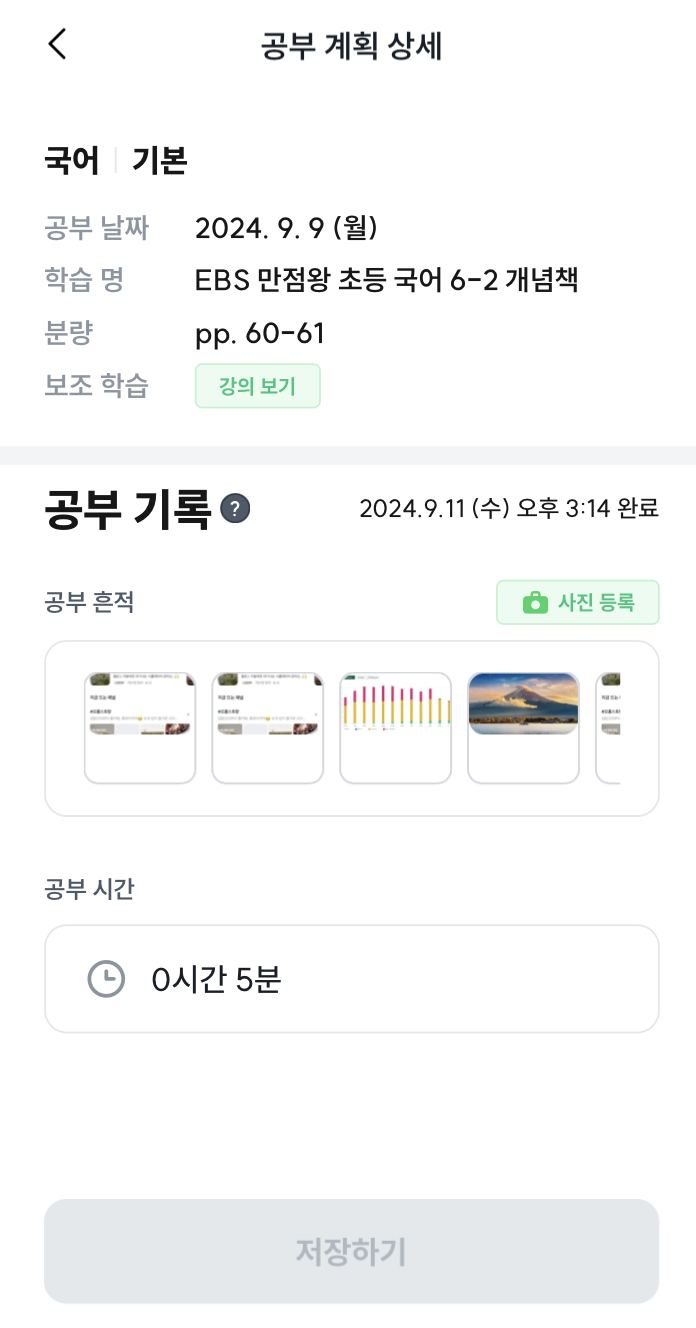 공부 계획 상세
국어 기본
공부 날짜 2024. 9. 9 (월)
학습 명 EBS 만점왕 초등 국어 6-2 개념책
분량 pp. 60-61
보조 학습 강의 보기
공부 기록 ? 2024.9.11 (수) 오후 3:14 완료
공부 흔적 사진 등록
공부 시간
0시간 5분
저장하기